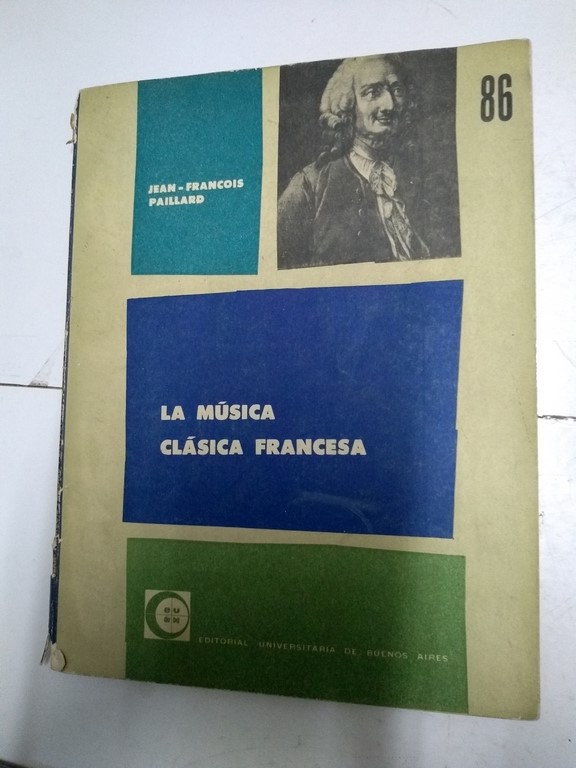 86
JEAN-FRANCOIS
PAILLARD
LA MÚSICA
CLÁSICA FRANCESA
EDITORIAL UNIVERSITARIA DE BUENOS AIRES